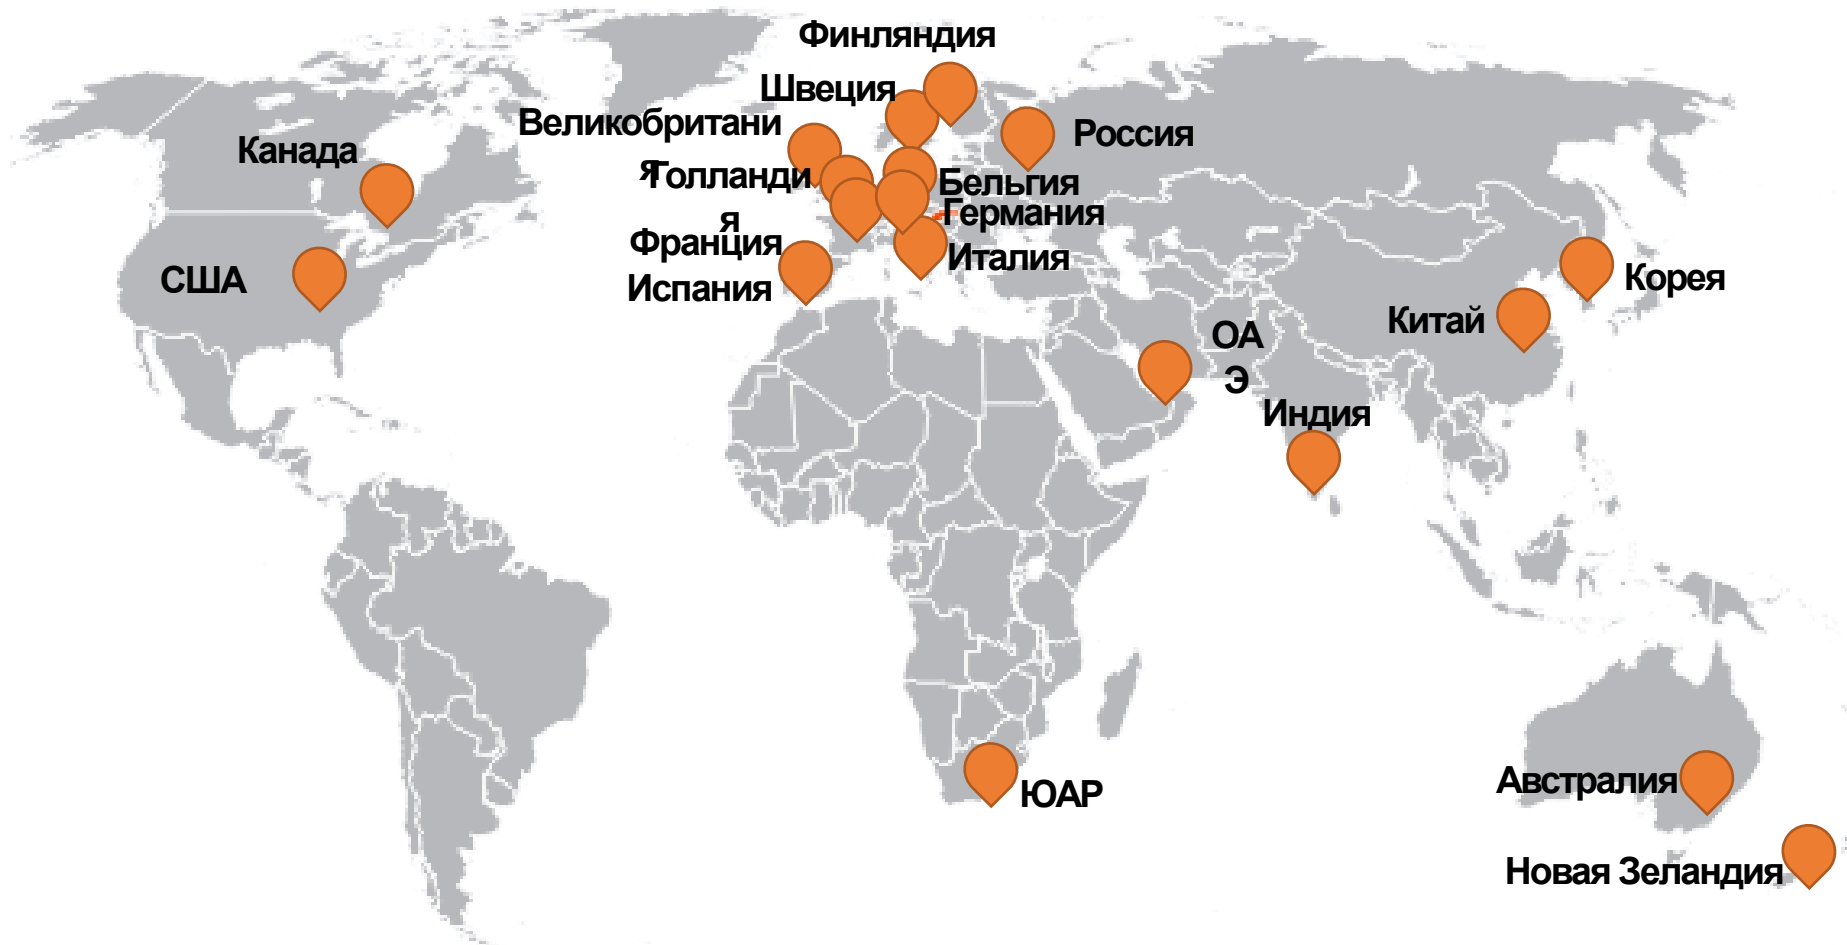 Финляндия
Швеция
Великобритани
я
Россия
Канада
Голланди
я
Бельгия
Германия
Франция
Италия
Испания
США
Корея
Китай
ОА
Э
Индия
ЮАР
Австралия
Новая Зеландия